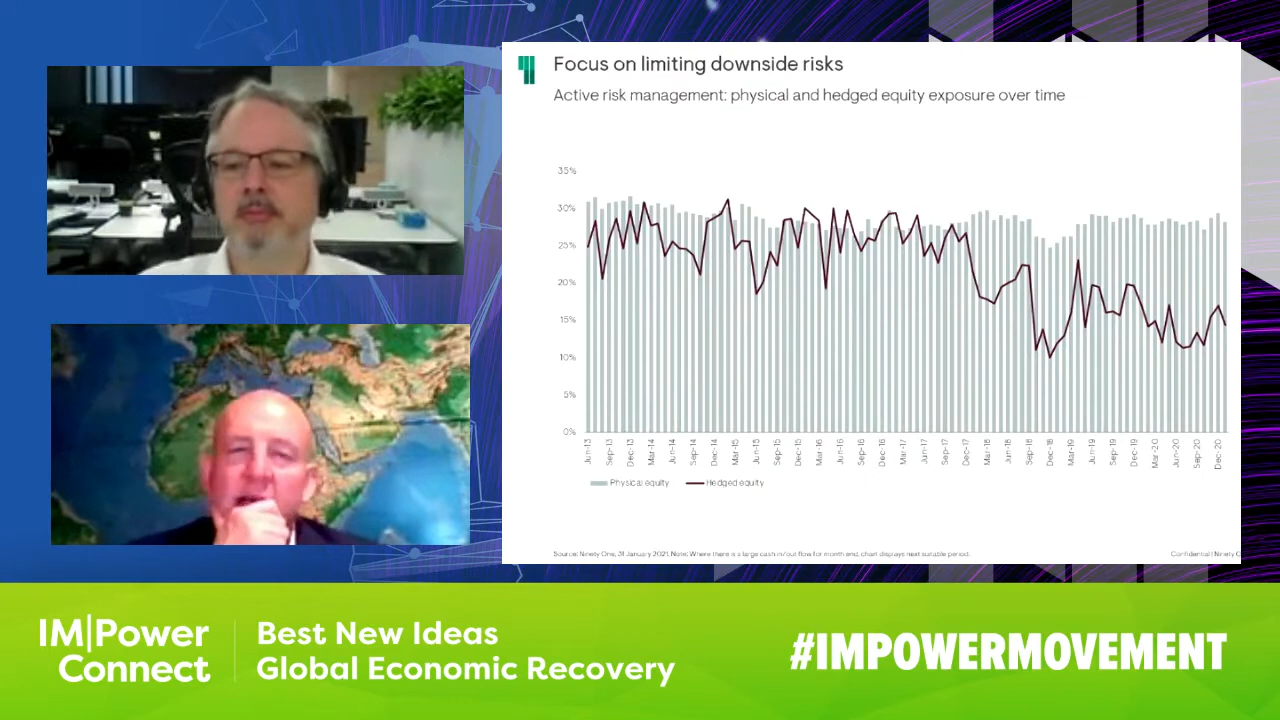 Focus on limiting downside risks
Active risk management: physical and hedged equity exposure over time
35%
30%
25%
20%
15%
10%
5%
0%
Jun-13
Sep-13
Dec-13
Mar-14
Jun-14
Sep-14
Dec-14
Mar-15
Jun-15
Sep-15
Dec-15
Mar-16
Jun-16
Sep-16
Dec-16
Mar-17
Jun-17
Sep-17
Dec-17
Mar-18
Jun-18
Sep-18
Dec-18
Mar-19
Jun-19
Sep-19
Dec-19
Mar-20
Jun-20
Sep-20
Dec-20
Physical equity
Hedged equity
Source: Ninety One, 31 January 2021. Note: Where there is a large cash in/out flow for month end, chart displays next suitable period.
Confidential | Ninety O
IM|Power
Connect
Best New Ideas
Global Economic Recovery
#IMPOWERMOVEMENT